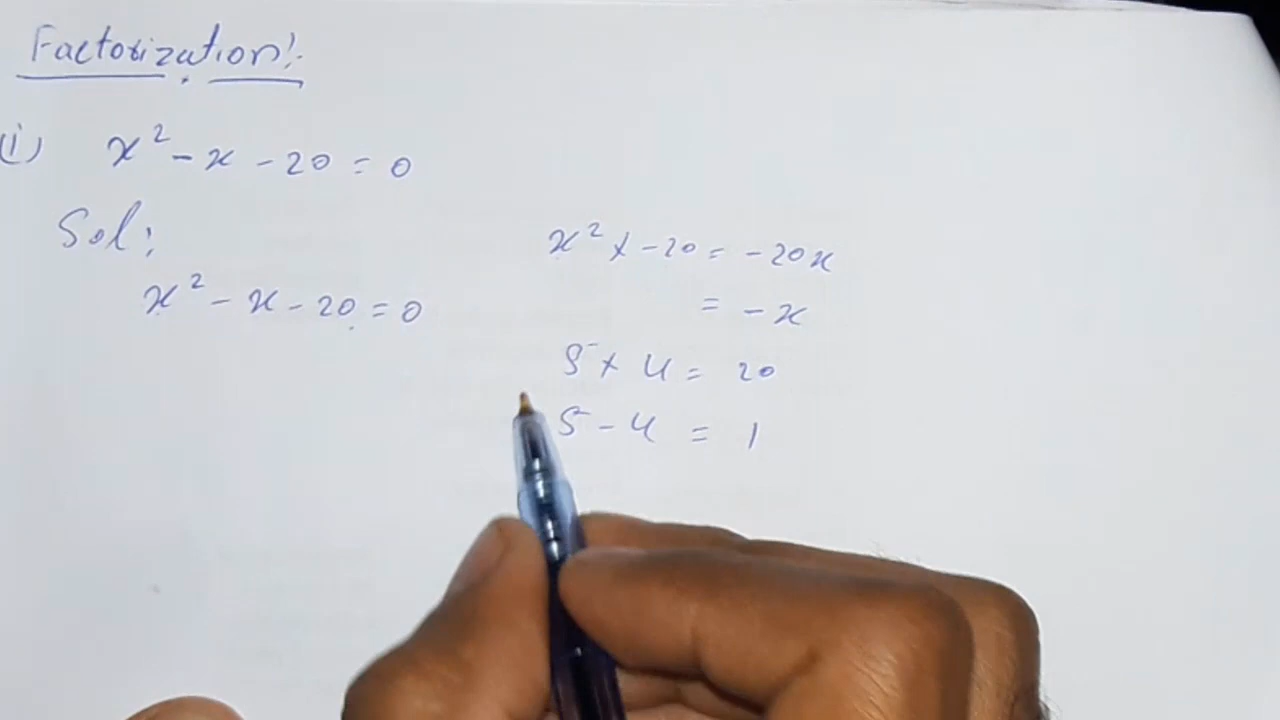 Factorization:-
(i) x² - x - 20 = 0
Sol:
x² - x - 20 = 0
x² × -20 = -20x
= -x
5 × 4 = 20
5 - 4 = 1